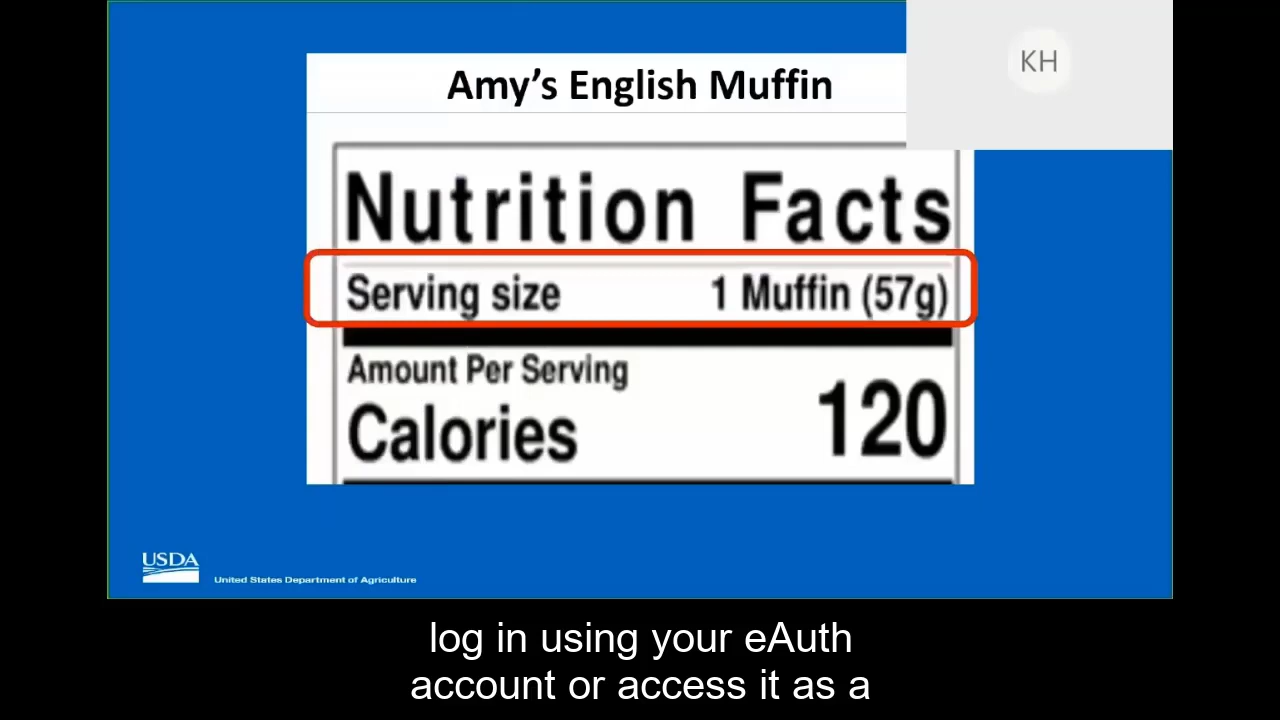 KH
Amy's English Muffin
Nutrition Facts
Serving size 1 Muffin (57g)
Amount Per Serving
Calories 120
USDA
United States Department of Agriculture
log in using your eAuth
account or access it as a